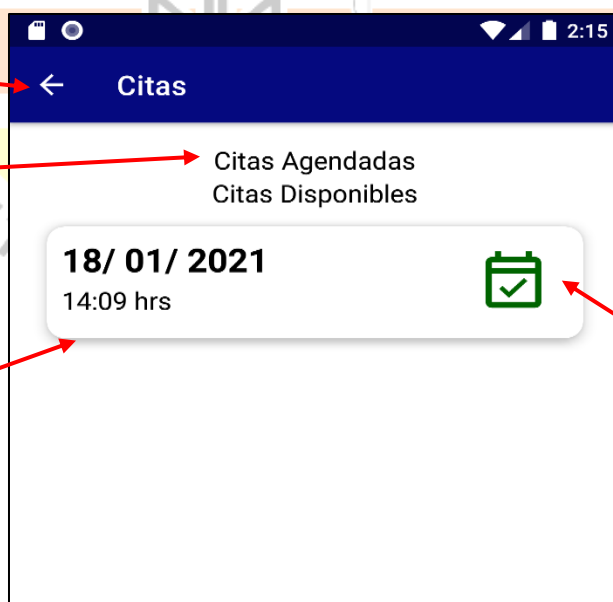 2:15
Citas
Citas Agendadas
Citas Disponibles
18/ 01/ 2021
14:09 hrs